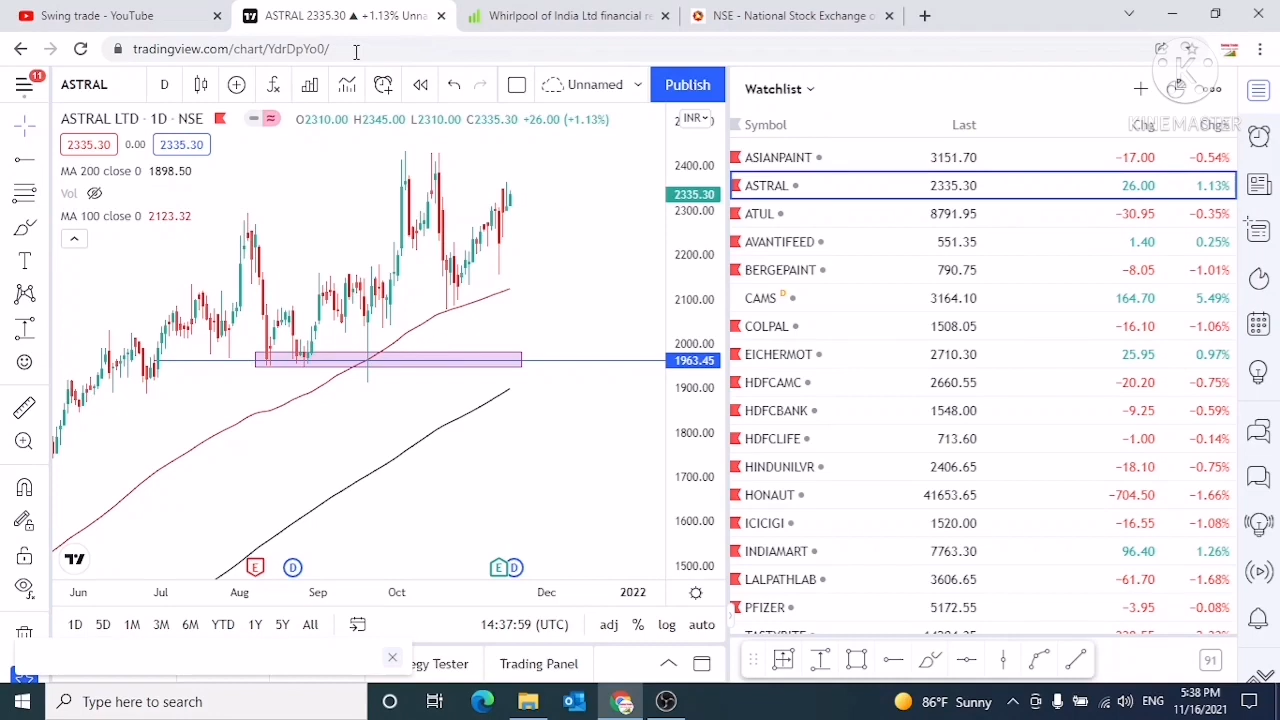 Swing trade - YouTube
ASTRAL 2335.30 ▲ +1.13% Unna
Whirlpool of India Ltd financial re
NSE - National Stock Exchange o
tradingview.com/chart/YdrDpYo0/
11
ASTRAL
D
Unnamed
Publish
Watchlist
KINEMASTER
ASTRAL LTD · 1D · NSE
O2310.00 H2345.00 L2310.00 C2335.30 +26.00 (+1.13%)
INR
2335.30 0.00 2335.30
MA 200 close 0 1898.50
Vol
MA 100 close 0 2123.32
2400.00
2335.30
2300.00
2200.00
2100.00
2000.00
1963.45
1900.00
1800.00
1700.00
1600.00
1500.00
E D E D
Jun Jul Aug Sep Oct Dec 2022
1D 5D 1M 3M 6M YTD 1Y 5Y All
14:37:59 (UTC) adj % log auto
egy Tester Trading Panel
Symbol Last Chg Chg%
ASIANPAINT 3151.70 −17.00 −0.54%
ASTRAL 2335.30 26.00 1.13%
ATUL 8791.95 −30.95 −0.35%
AVANTIFEED 551.35 1.40 0.25%
BERGEPAINT 790.75 −8.05 −1.01%
CAMS D 3164.10 164.70 5.49%
COLPAL 1508.05 −16.10 −1.06%
EICHERMOT 2710.30 25.95 0.97%
HDFCAMC 2660.55 −20.20 −0.75%
HDFCBANK 1548.00 −9.25 −0.59%
HDFCLIFE 713.60 −1.00 −0.14%
HINDUNILVR 2406.65 −18.10 −0.75%
HONAUT 41653.65 −704.50 −1.66%
ICICIGI 1520.00 −16.55 −1.08%
INDIAMART 7763.30 96.40 1.26%
LALPATHLAB 3606.65 −61.70 −1.68%
PFIZER 5172.55 −3.95 −0.08%
91
Type here to search
86°F Sunny
ENG
5:38 PM
11/16/2021